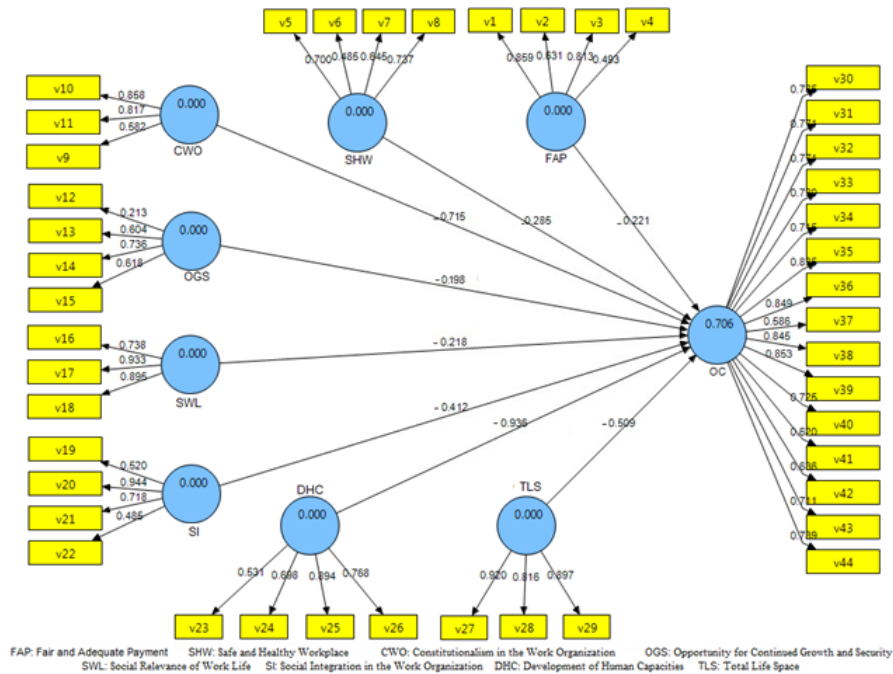 v5 v6 v7 v8 v1 v2 v3 v4
0.700 0.485 0.645 0.737 0.859 0.631 0.813 0.493
v10 0.858 0.000 0.000 0.000 v30
v11 0.817 v31
v9 0.582 CWO SHW FAP v32
v12 0.213 v33
v13 0.604 0.000 -0.715 -0.285 -0.221 v34
v14 0.736 v35
v15 0.618 OGS -0.198 v36
0.849
v16 0.738 0.586 v37
v17 0.933 0.000 -0.218 0.706 0.845 v38
v18 0.895 SWL OC 0.853 v39
v19 0.520 -0.412 -0.935 -0.509 0.725 v40
v20 0.944 0.000 DHC TLS 0.820 v41
v21 0.718 0.000 0.000 v42
v22 0.485 SI 0.711 v43
0.739 v44
0.531 0.698 0.894 0.768 0.920 0.816 0.897
v23 v24 v25 v26 v27 v28 v29
FAP: Fair and Adequate Payment SHW: Safe and Healthy Workplace CWO: Constitutionalism in the Work Organization OGS: Opportunity for Continued Growth and Security
SWL: Social Relevance of Work Life SI: Social Integration in the Work Organization DHC: Development of Human Capacities TLS: Total Life Space